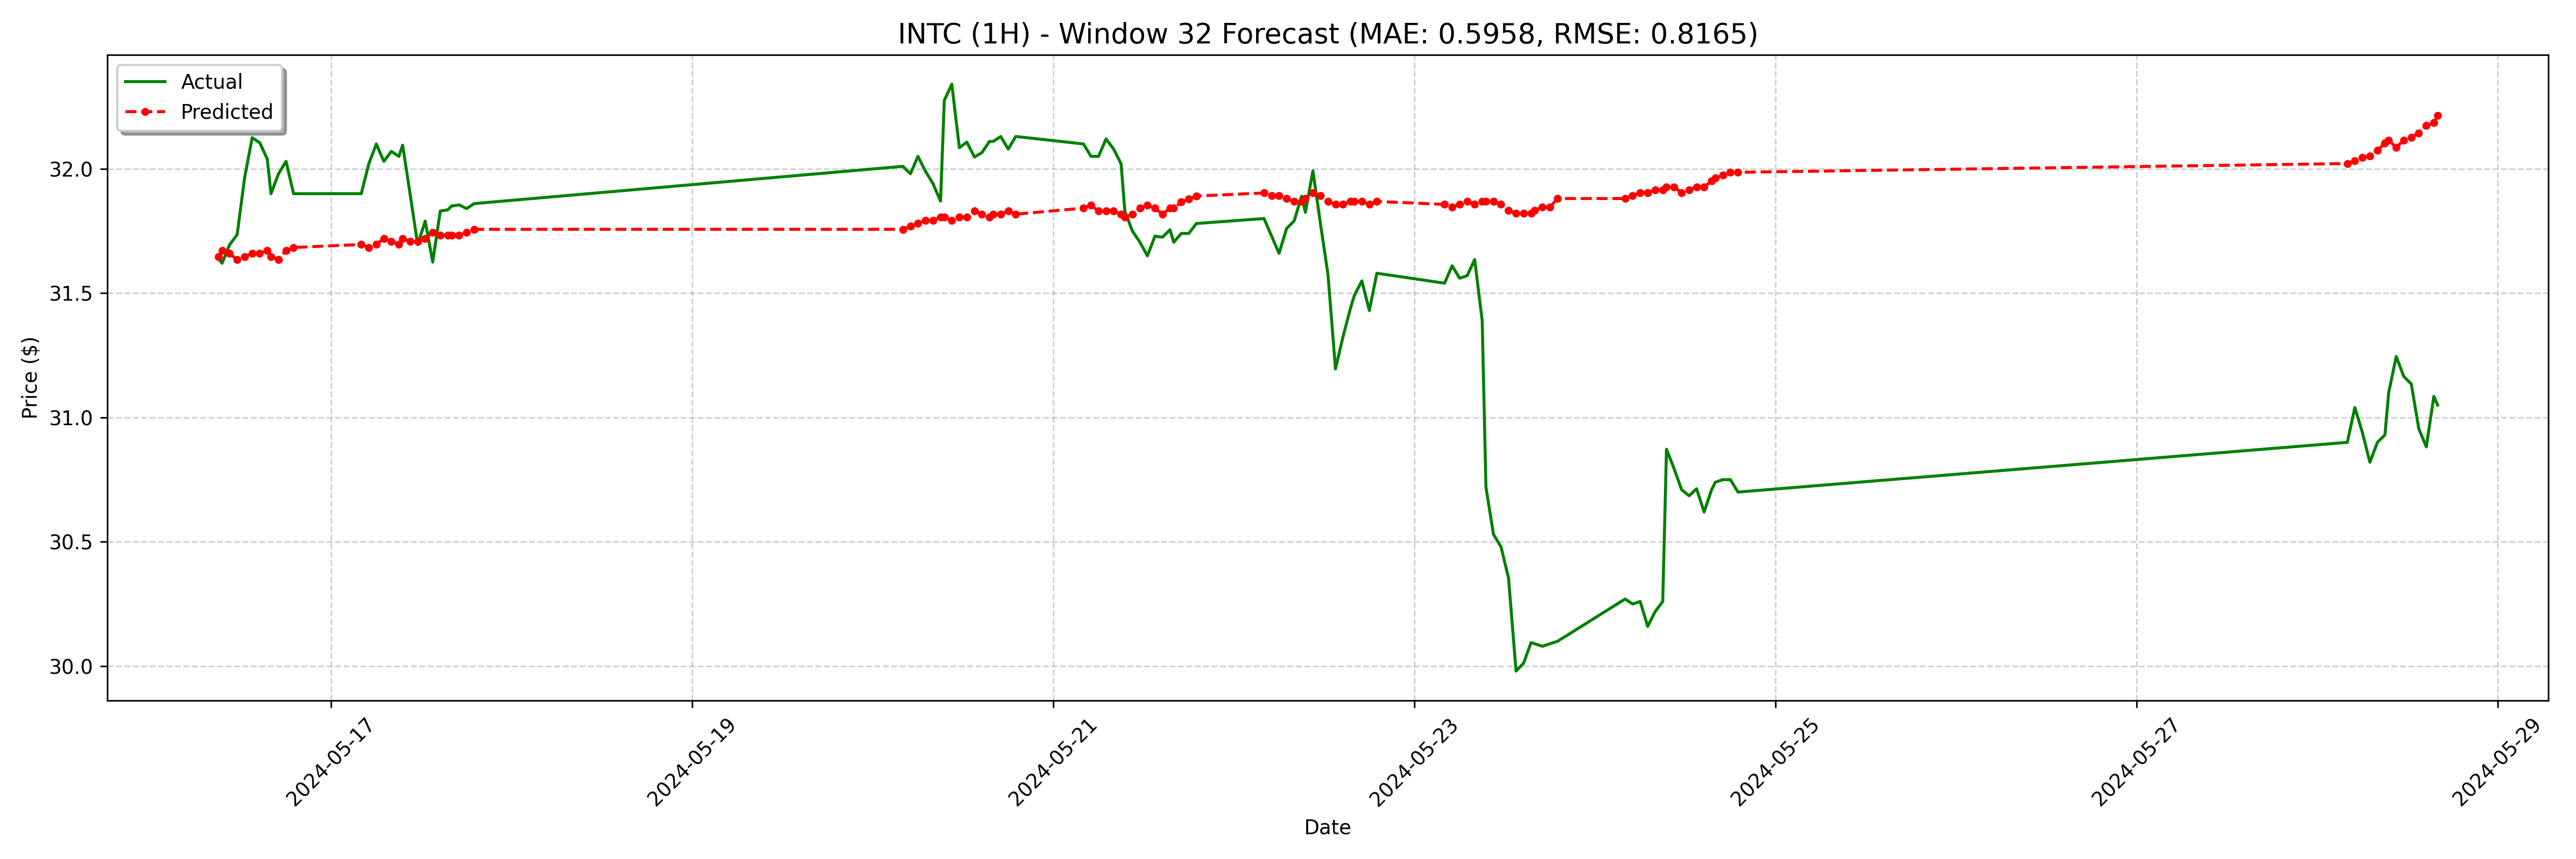 INTC (1H) - Window 32 Forecast (MAE: 0.5958, RMSE: 0.8165)
Actual
Predicted
Price ($)
32.0
31.5
31.0
30.5
30.0
2024-05-17
2024-05-19
2024-05-21
2024-05-23
2024-05-25
2024-05-27
2024-05-29
Date